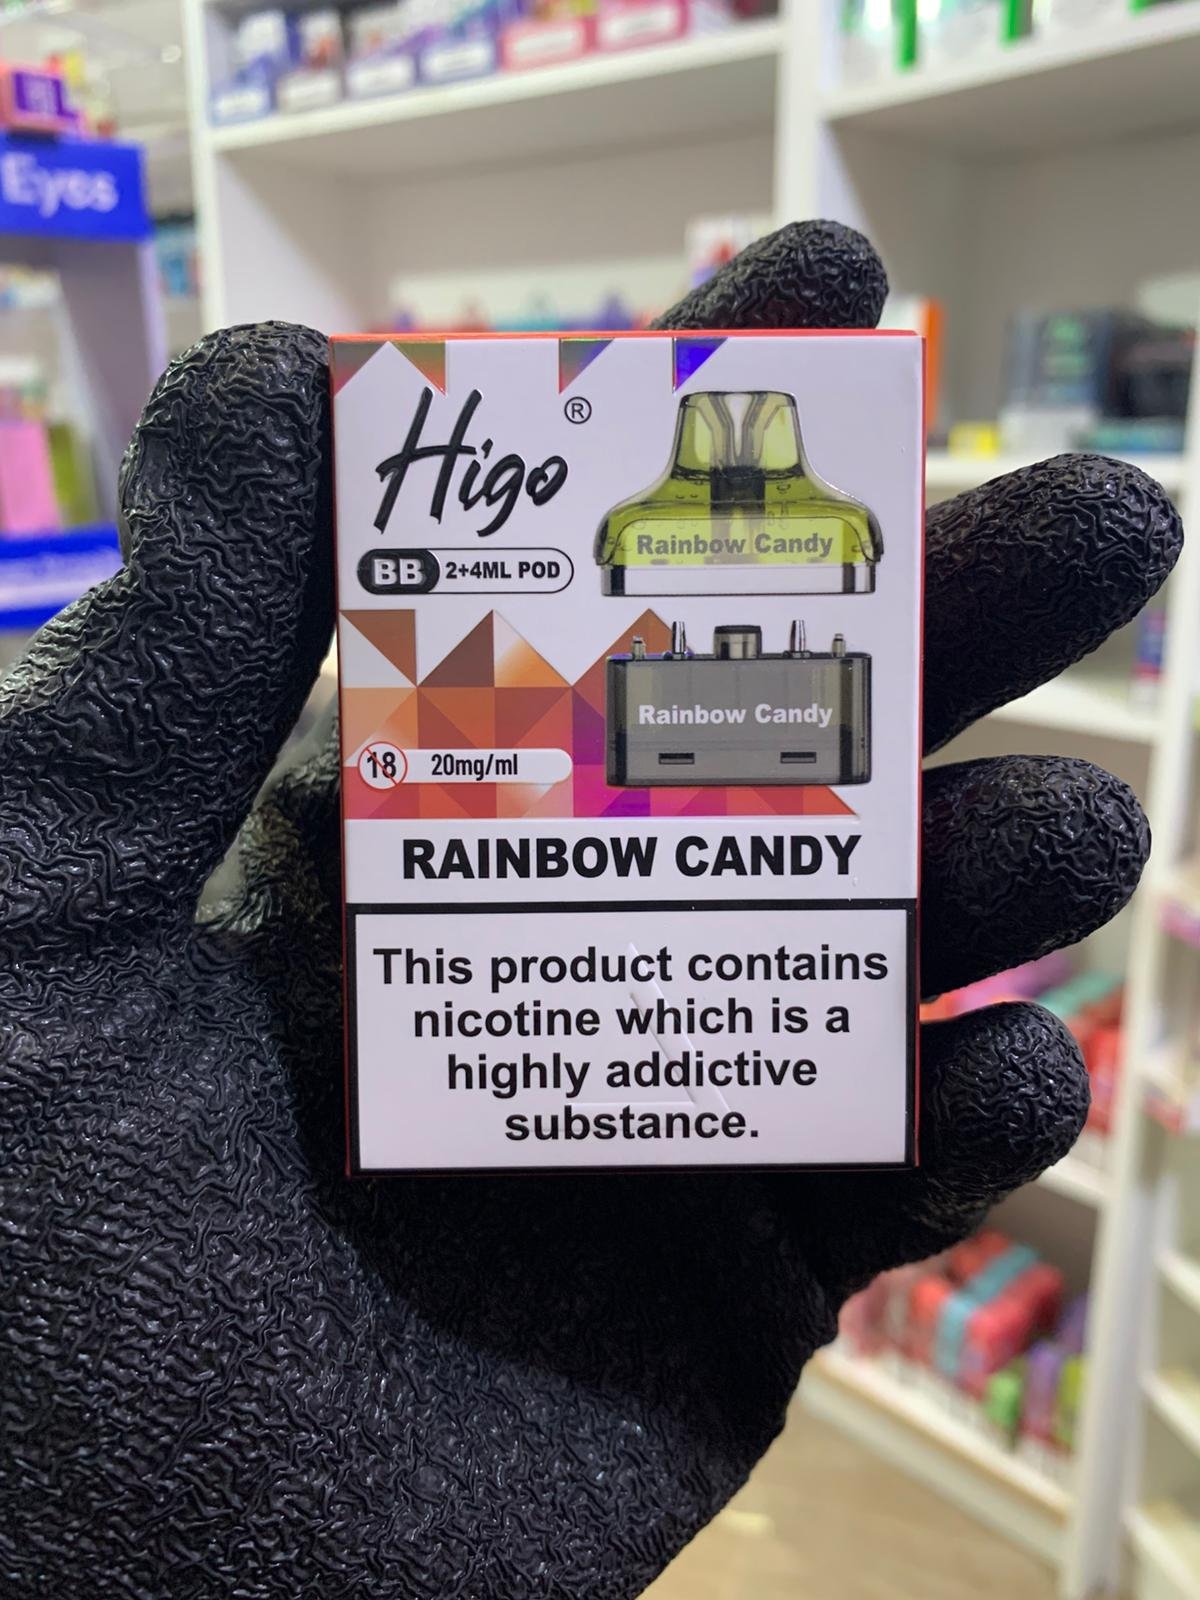 Eyes
Higo ®
BB 2+4ML POD
Rainbow Candy
Rainbow Candy
18 20mg/ml
RAINBOW CANDY
This product contains
nicotine which is a
highly addictive
substance.